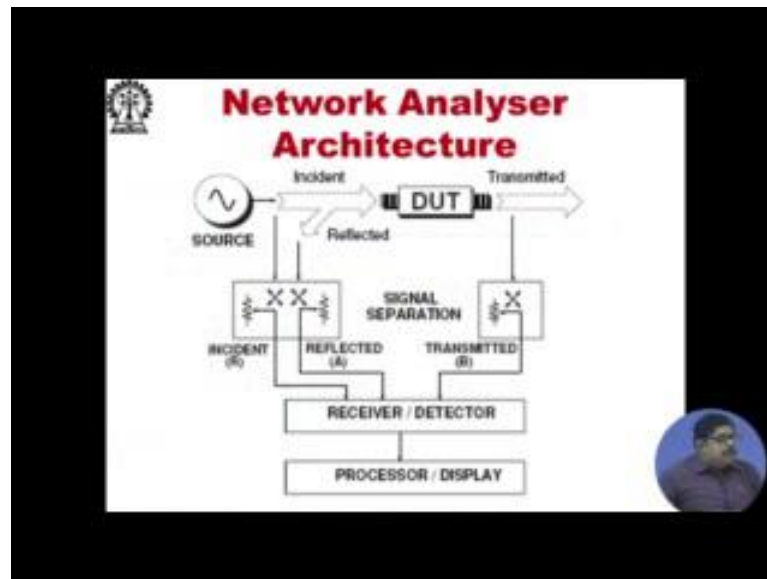 Network Analyser
Architecture
Incident
Transmitted
DUT
SOURCE
Reflected
SIGNAL
SEPARATION
INCIDENT
(R)
REFLECTED
(A)
TRANSMITTED
(B)
RECEIVER / DETECTOR
PROCESSOR / DISPLAY